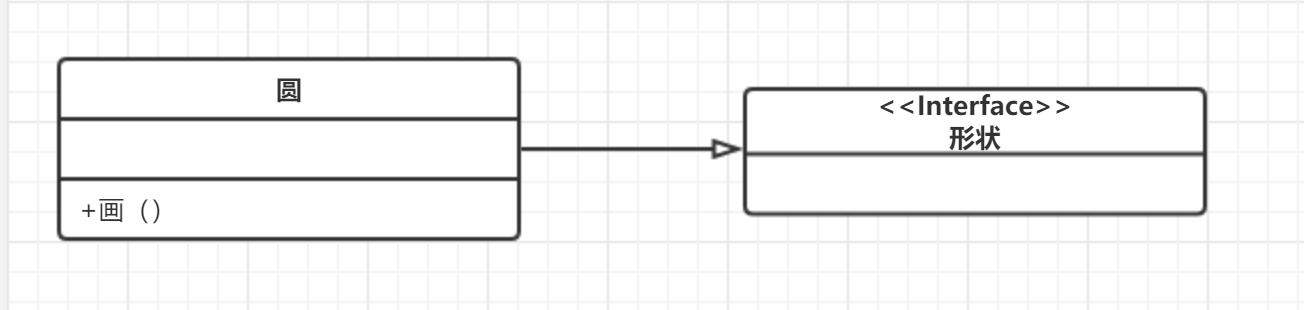 圆
+画（）
<<Interface>>
形状